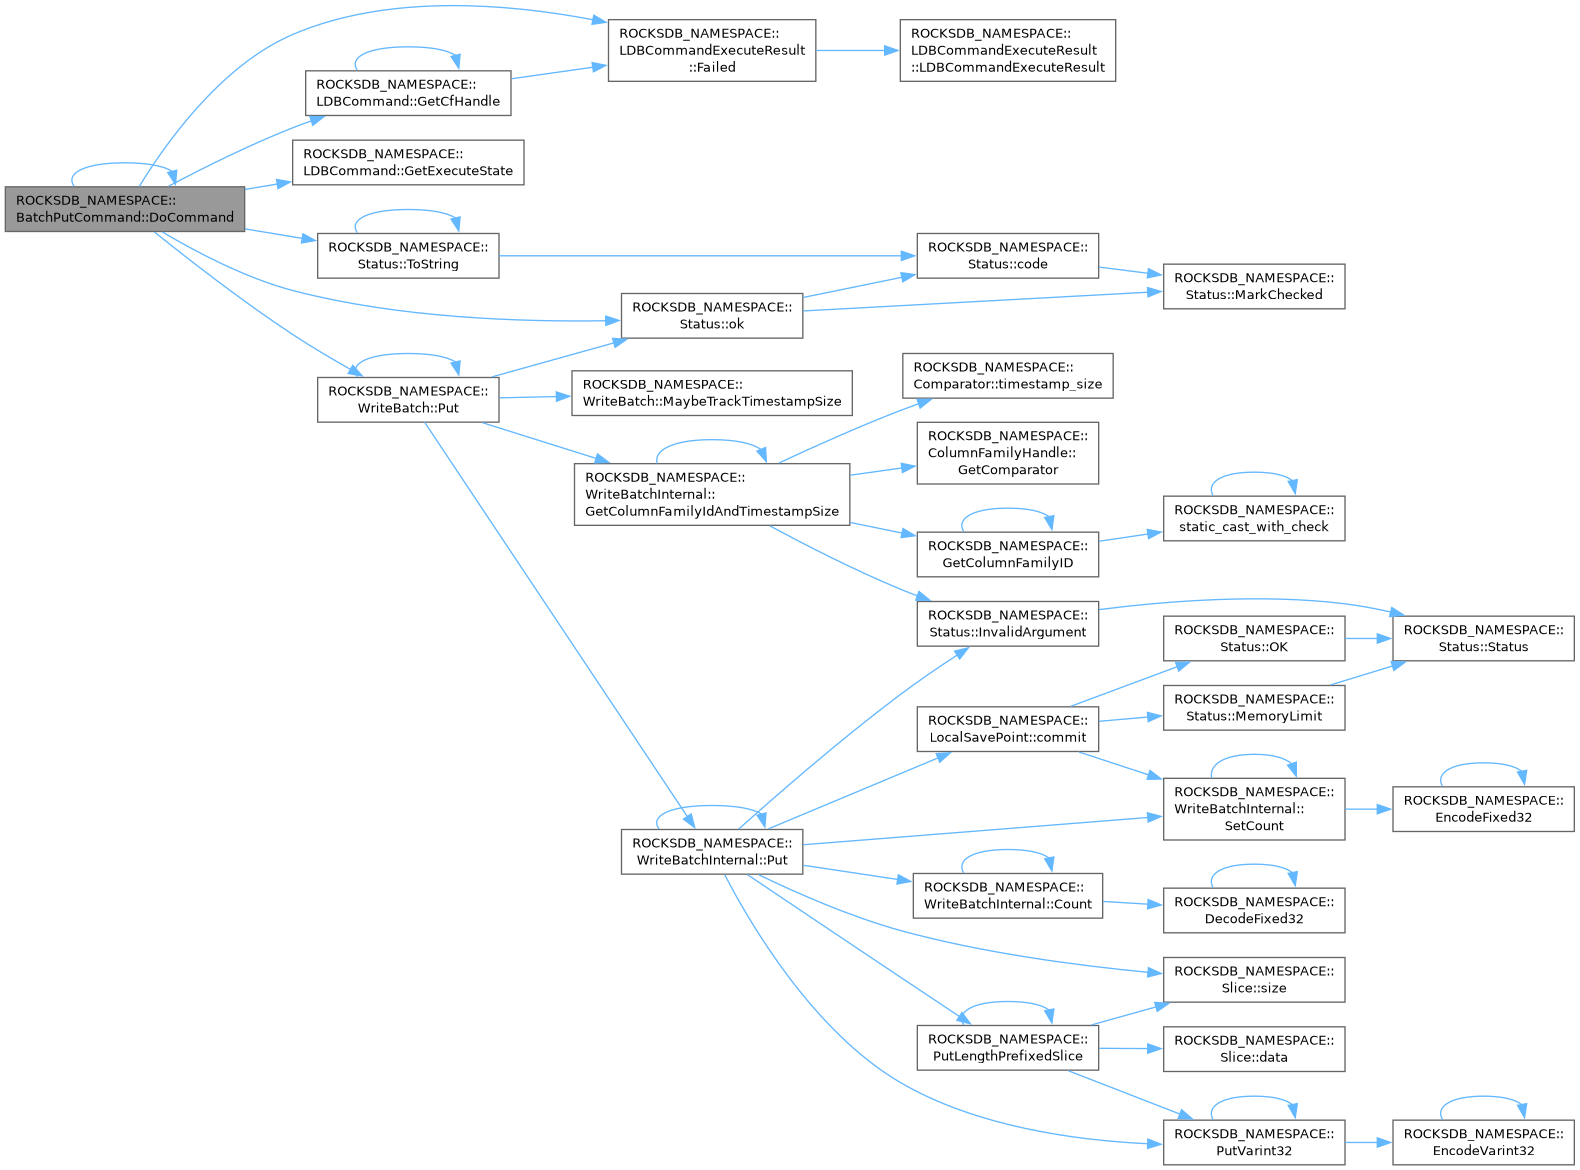 ROCKSDB_NAMESPACE::
BatchPutCommand::DoCommand
ROCKSDB_NAMESPACE::
LDBCommandExecuteResult
::Failed
ROCKSDB_NAMESPACE::
LDBCommandExecuteResult
::LDBCommandExecuteResult
ROCKSDB_NAMESPACE::
LDBCommand::GetCfHandle
ROCKSDB_NAMESPACE::
LDBCommand::GetExecuteState
ROCKSDB_NAMESPACE::
Status::ToString
ROCKSDB_NAMESPACE::
Status::code
ROCKSDB_NAMESPACE::
Status::MarkChecked
ROCKSDB_NAMESPACE::
Status::ok
ROCKSDB_NAMESPACE::
WriteBatch::Put
ROCKSDB_NAMESPACE::
WriteBatch::MaybeTrackTimestampSize
ROCKSDB_NAMESPACE::
Comparator::timestamp_size
ROCKSDB_NAMESPACE::
ColumnFamilyHandle::
GetComparator
ROCKSDB_NAMESPACE::
WriteBatchInternal::
GetColumnFamilyIdAndTimestampSize
ROCKSDB_NAMESPACE::
static_cast_with_check
ROCKSDB_NAMESPACE::
GetColumnFamilyID
ROCKSDB_NAMESPACE::
Status::InvalidArgument
ROCKSDB_NAMESPACE::
Status::OK
ROCKSDB_NAMESPACE::
Status::Status
ROCKSDB_NAMESPACE::
Status::MemoryLimit
ROCKSDB_NAMESPACE::
LocalSavePoint::commit
ROCKSDB_NAMESPACE::
WriteBatchInternal::
SetCount
ROCKSDB_NAMESPACE::
EncodeFixed32
ROCKSDB_NAMESPACE::
WriteBatchInternal::Put
ROCKSDB_NAMESPACE::
WriteBatchInternal::Count
ROCKSDB_NAMESPACE::
DecodeFixed32
ROCKSDB_NAMESPACE::
Slice::size
ROCKSDB_NAMESPACE::
PutLengthPrefixedSlice
ROCKSDB_NAMESPACE::
Slice::data
ROCKSDB_NAMESPACE::
PutVarint32
ROCKSDB_NAMESPACE::
EncodeVarint32